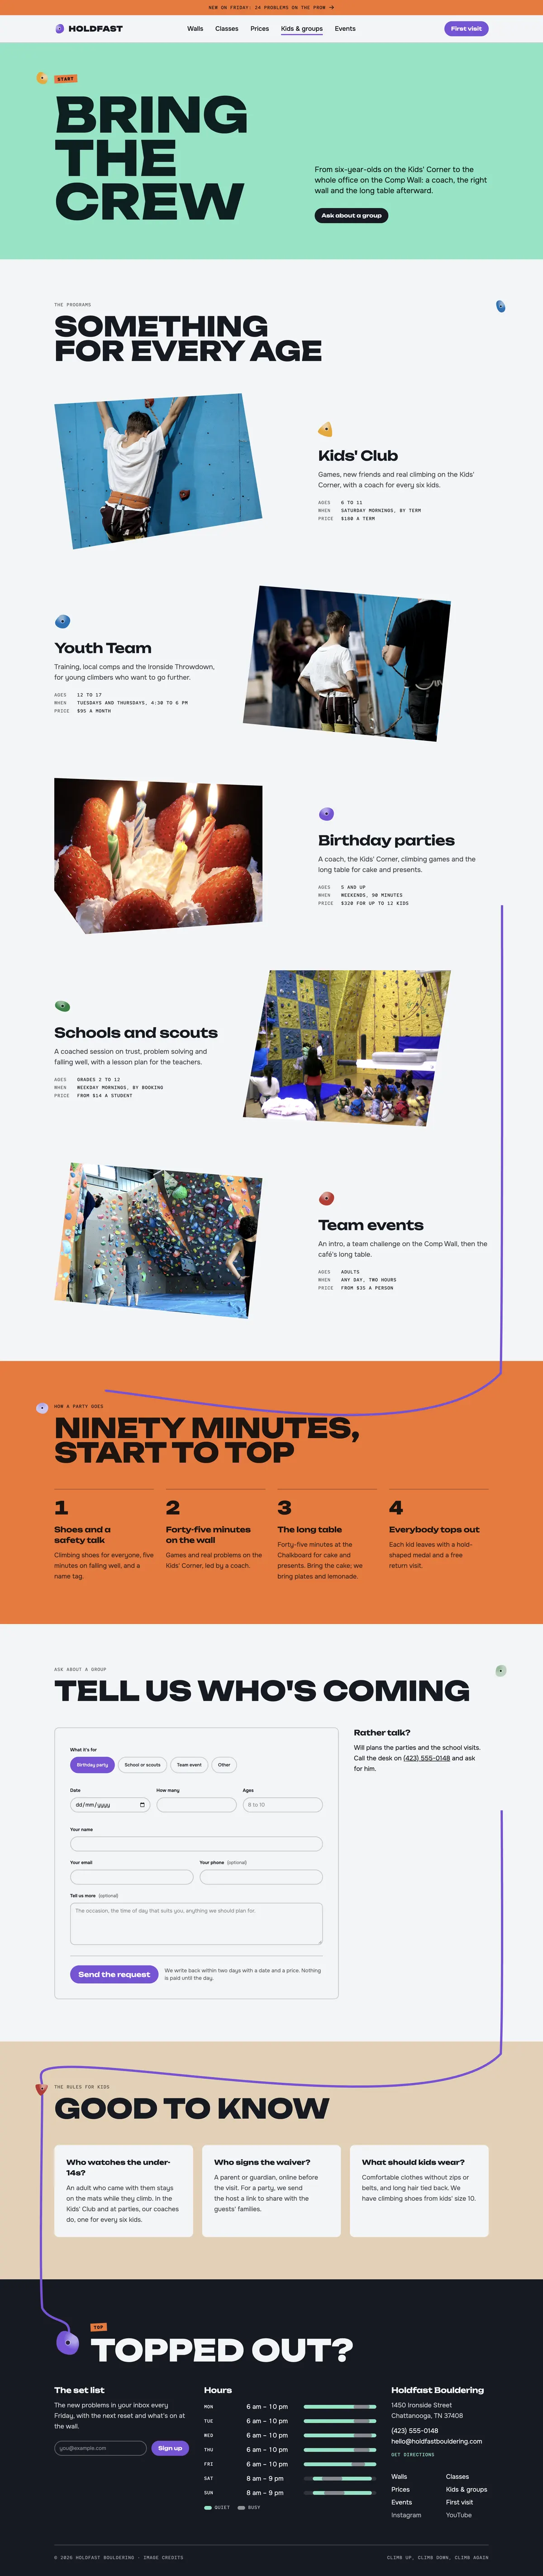 NEW ON FRIDAY: 24 PROBLEMS ON THE PROW →
HOLDFAST
Walls
Classes
Prices
Kids & groups
Events
First visit
START
BRING
THE
CREW
From six-year-olds on the Kids' Corner to the
whole office on the Comp Wall: a coach, the right
wall and the long table afterward.
Ask about a group
THE PROGRAMS
SOMETHING
FOR EVERY AGE
Kids' Club
Games, new friends and real climbing on the Kids'
Corner, with a coach for every six kids.
AGES 6 TO 11
WHEN SATURDAY MORNINGS, BY TERM
PRICE $180 A TERM
Youth Team
Training, local comps and the Ironside Throwdown,
for young climbers who want to go further.
AGES 12 TO 17
WHEN TUESDAYS AND THURSDAYS, 4:30 TO 6 PM
PRICE $95 A MONTH
Birthday parties
A coach, the Kids' Corner, climbing games and the
long table for cake and presents.
AGES 5 AND UP
WHEN WEEKENDS, 90 MINUTES
PRICE $320 FOR UP TO 12 KIDS
Schools and scouts
A coached session on trust, problem solving and
falling well, with a lesson plan for the teachers.
AGES GRADES 2 TO 12
WHEN WEEKDAY MORNINGS, BY BOOKING
PRICE FROM $14 A STUDENT
Team events
An intro, a team challenge on the Comp Wall, then the
café's long table.
AGES ADULTS
WHEN ANY DAY, TWO HOURS
PRICE FROM $35 A PERSON
HOW A PARTY GOES
NINETY MINUTES,
START TO TOP
1
Shoes and a
safety talk
Climbing shoes for everyone, five
minutes on falling well, and a
name tag.
2
Forty-five minutes
on the wall
Games and real problems on the
Kids' Corner, led by a coach.
3
The long table
Forty-five minutes at the
Chalkboard for cake and
presents. Bring the cake; we
bring plates and lemonade.
4
Everybody tops out
Each kid leaves with a hold-
shaped medal and a free
return visit.
ASK ABOUT A GROUP
TELL US WHO'S COMING
What it's for
Birthday party
School or scouts
Team event
Other
Date
How many
Ages
dd/mm/yyyy
8 to 10
Your name
Your email
Your phone (optional)
Tell us more (optional)
The occasion, the time of day that suits you, anything we should plan for.
Send the request
We write back within two days with a date and a price. Nothing
is paid until the day.
Rather talk?
Will plans the parties and the school visits.
Call the desk on (423) 555-0148 and ask
for him.
THE RULES FOR KIDS
GOOD TO KNOW
Who watches the under-
14s?
An adult who came with them stays
on the mats while they climb. In the
Kids' Club and at parties, our coaches
do, one for every six kids.
Who signs the waiver?
A parent or guardian, online before
the visit. For a party, we send
the host a link to share with the
guests' families.
What should kids wear?
Comfortable clothes without zips or
belts, and long hair tied back. We
have climbing shoes from kids' size 10.
TOP
TOPPED OUT?
The set list
The new problems in your inbox every
Friday, with the next reset and what's on at
the wall.
you@example.com
Sign up
Hours
MON 6 am – 10 pm
TUE 6 am – 10 pm
WED 6 am – 10 pm
THU 6 am – 10 pm
FRI 6 am – 10 pm
SAT 8 am – 9 pm
SUN 8 am – 9 pm
QUIET
BUSY
Holdfast Bouldering
1450 Ironside Street
Chattanooga, TN 37408
(423) 555-0148
hello@holdfastbouldering.com
GET DIRECTIONS
Walls
Classes
Prices
Kids & groups
Events
First visit
Instagram
YouTube
© 2026 HOLDFAST BOULDERING · IMAGE CREDITS
CLIMB UP, CLIMB DOWN, CLIMB AGAIN